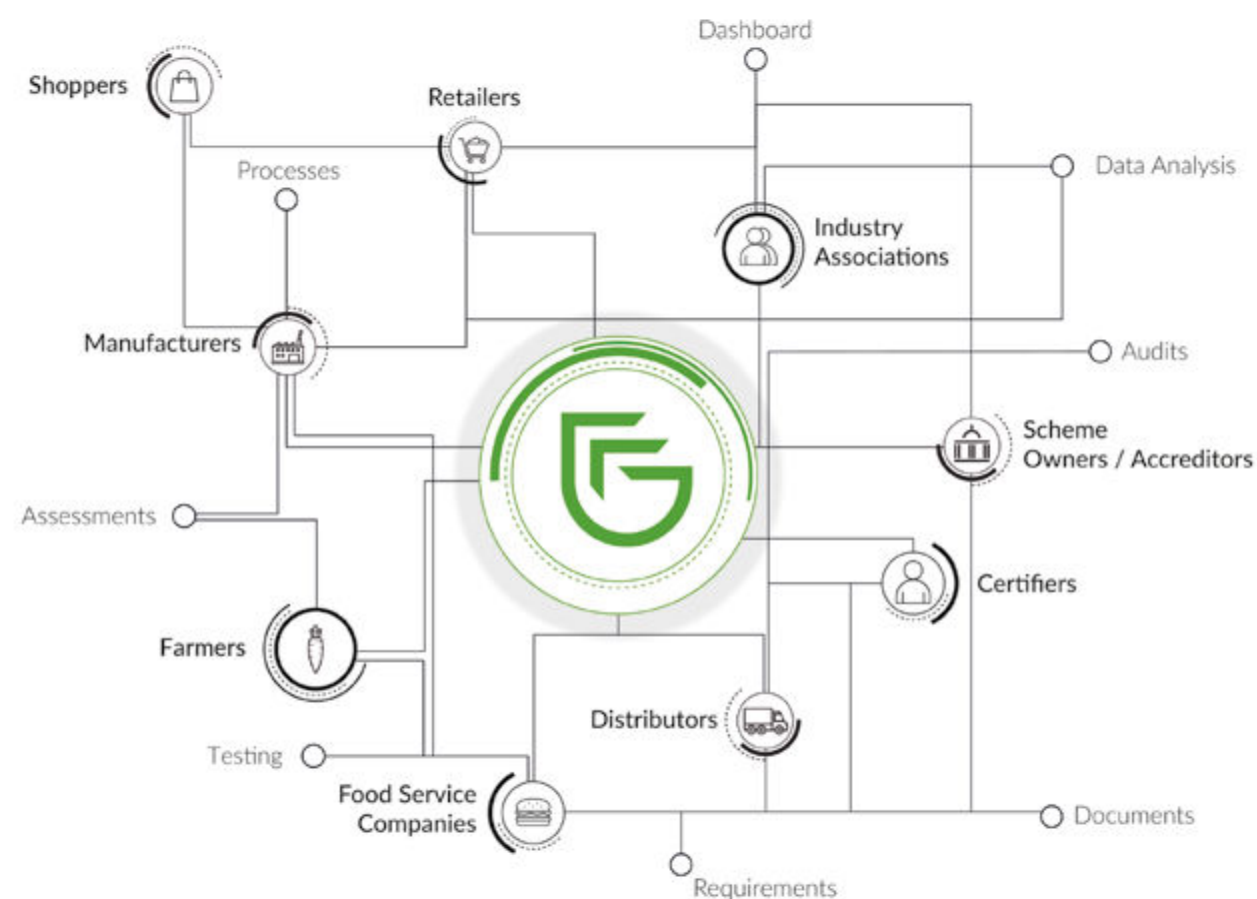 Dashboard
Shoppers
Retailers
Processes
Data Analysis
Industry
Associations
Manufacturers
Audits
Scheme
Owners / Accreditors
Assessments
Certifiers
Farmers
Distributors
Testing
Food Service
Companies
Documents
Requirements